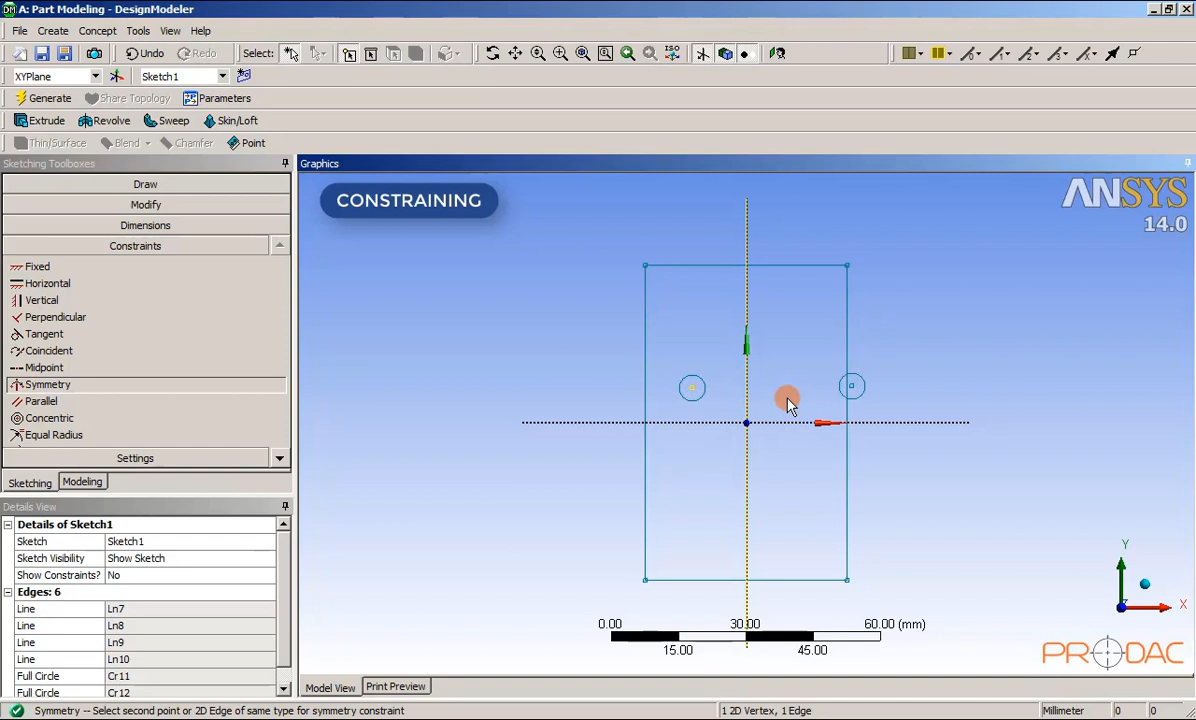 A: Part Modeling - DesignModeler
File Create Concept Tools View Help
Undo Redo Select:
XYPlane Sketch1
Generate Share Topology Parameters
Extrude Revolve Sweep Skin/Loft
Thin/Surface Blend Chamfer Point
Sketching Toolboxes
Draw
Modify
Dimensions
Constraints
Fixed
Horizontal
Vertical
Perpendicular
Tangent
Coincident
Midpoint
Symmetry
Parallel
Concentric
Equal Radius
Settings
Sketching Modeling
Details View
Details of Sketch1
Sketch Sketch1
Sketch Visibility Show Sketch
Show Constraints? No
Edges: 6
Line Ln7
Line Ln8
Line Ln9
Line Ln10
Full Circle Cr11
Full Circle Cr12
Graphics
CONSTRAINING
ANSYS
14.0
Y
X
0.00 30.00 60.00 (mm)
15.00 45.00
PRODAC
Model View Print Preview
Symmetry -- Select second point or 2D Edge of same type for symmetry constraint 1 2D Vertex, 1 Edge Millimeter 0 0